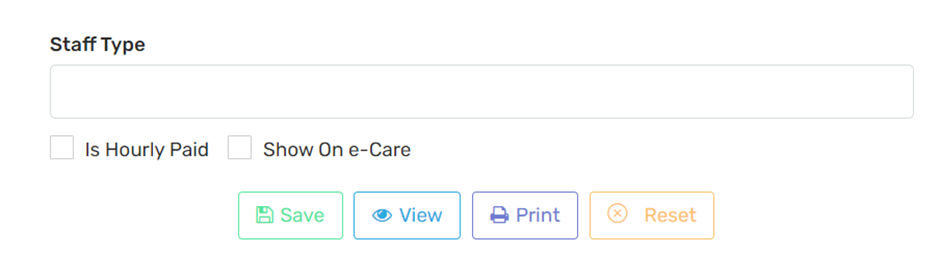 Staff Type
Is Hourly Paid Show On e-Care
Save View Print Reset